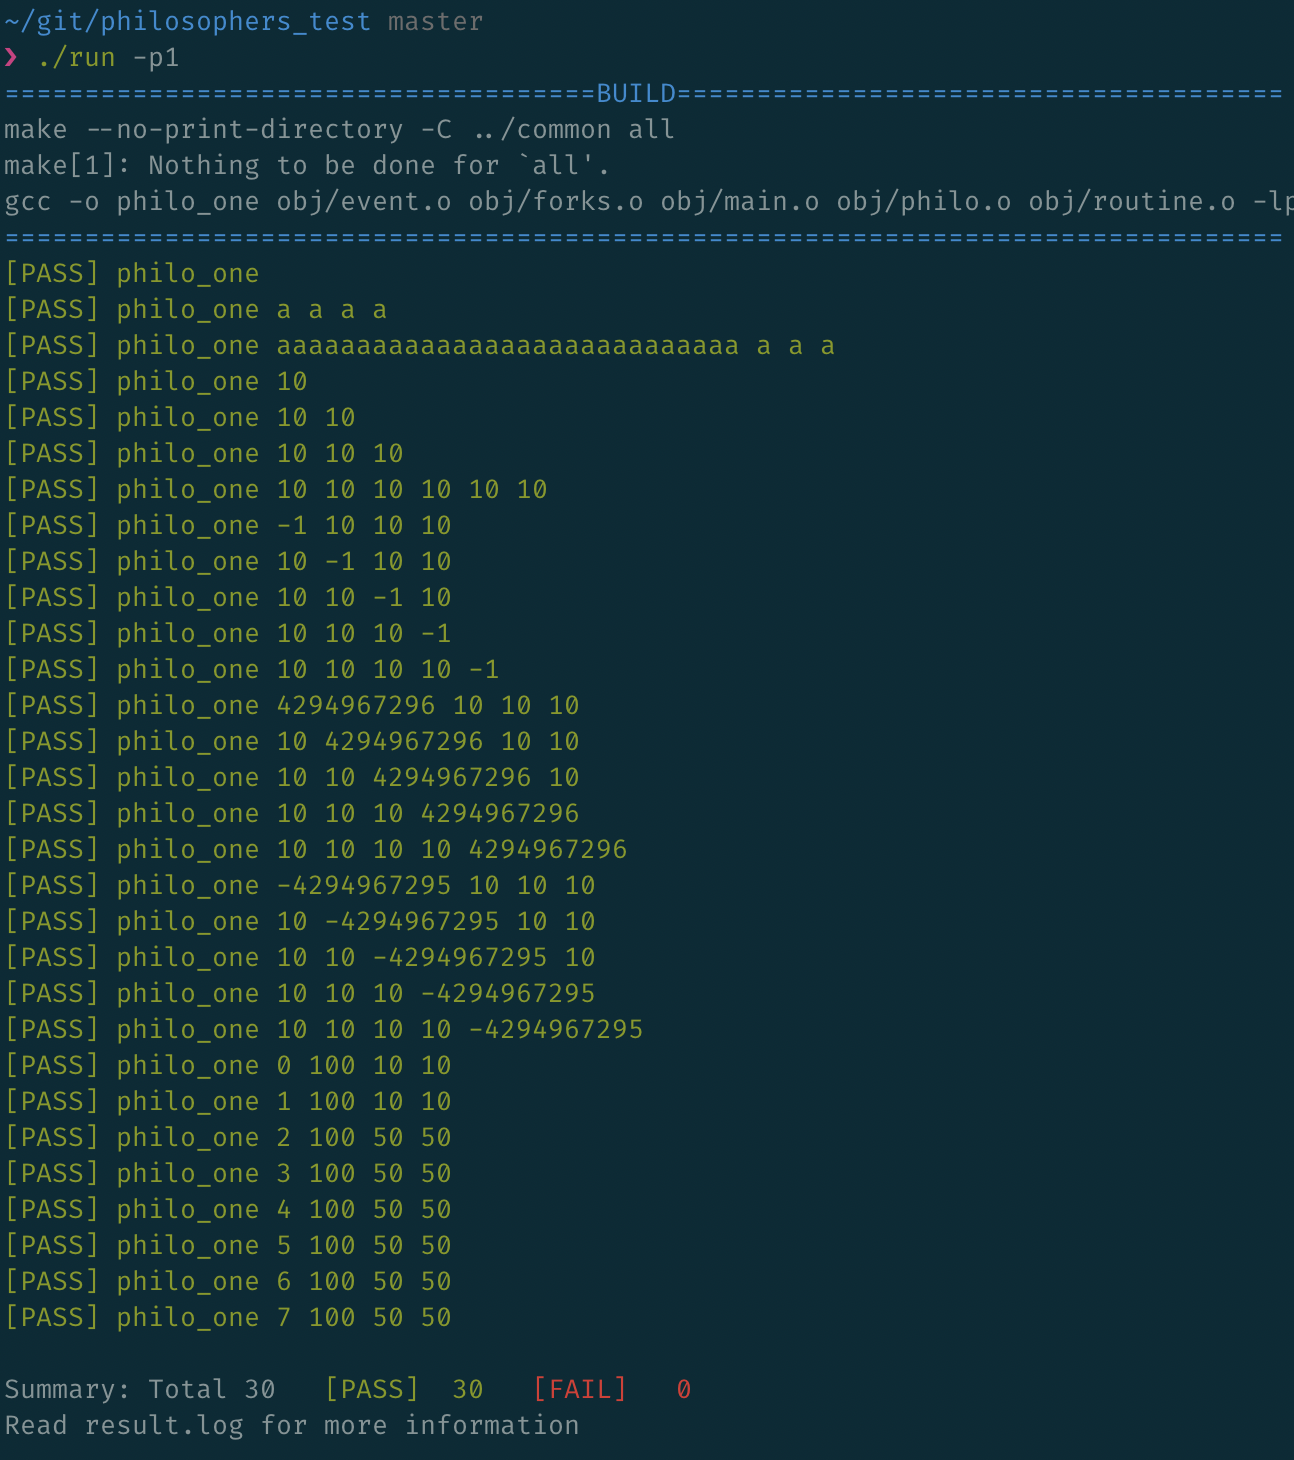 ~/git/philosophers_test master
❯ ./run -p1
=====================================BUILD======================================
make --no-print-directory -C ../common all
make[1]: Nothing to be done for `all'.
gcc -o philo_one obj/event.o obj/forks.o obj/main.o obj/philo.o obj/routine.o -lp
================================================================================
[PASS] philo_one
[PASS] philo_one a a a a
[PASS] philo_one aaaaaaaaaaaaaaaaaaaaaaaaaaaaa a a a
[PASS] philo_one 10
[PASS] philo_one 10 10
[PASS] philo_one 10 10 10
[PASS] philo_one 10 10 10 10 10 10
[PASS] philo_one -1 10 10 10
[PASS] philo_one 10 -1 10 10
[PASS] philo_one 10 10 -1 10
[PASS] philo_one 10 10 10 -1
[PASS] philo_one 10 10 10 10 -1
[PASS] philo_one 4294967296 10 10 10
[PASS] philo_one 10 4294967296 10 10
[PASS] philo_one 10 10 4294967296 10
[PASS] philo_one 10 10 10 4294967296
[PASS] philo_one 10 10 10 10 4294967296
[PASS] philo_one -4294967295 10 10 10
[PASS] philo_one 10 -4294967295 10 10
[PASS] philo_one 10 10 -4294967295 10
[PASS] philo_one 10 10 10 -4294967295
[PASS] philo_one 10 10 10 10 -4294967295
[PASS] philo_one 0 100 10 10
[PASS] philo_one 1 100 10 10
[PASS] philo_one 2 100 50 50
[PASS] philo_one 3 100 50 50
[PASS] philo_one 4 100 50 50
[PASS] philo_one 5 100 50 50
[PASS] philo_one 6 100 50 50
[PASS] philo_one 7 100 50 50
Summary: Total 30   [PASS]  30   [FAIL]   0
Read result.log for more information